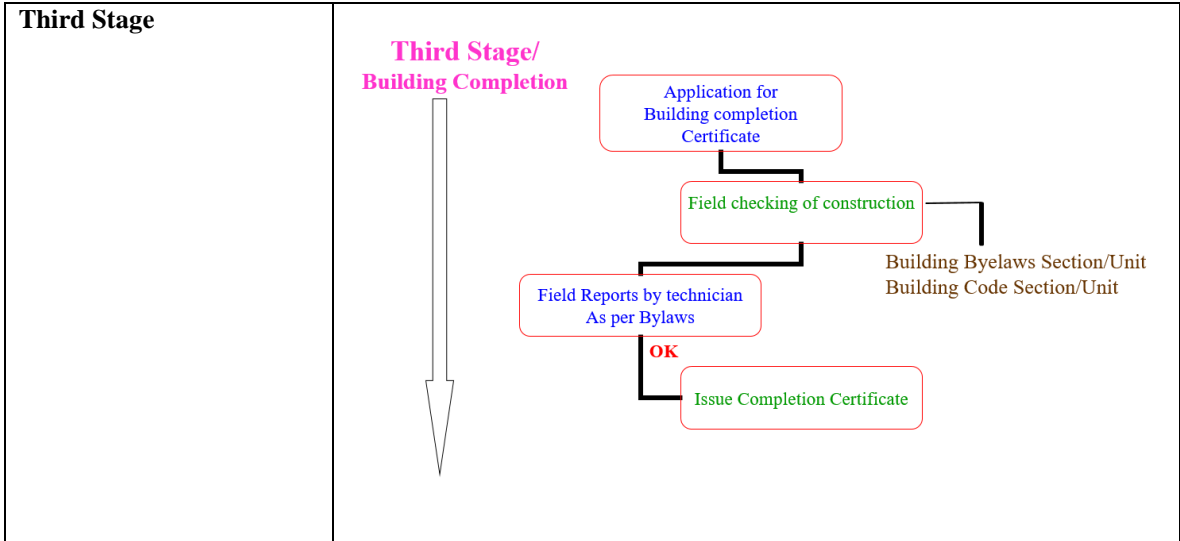 Third Stage
Third Stage/
Building Completion
Application for
Building completion
Certificate
Field checking of construction
Building Byelaws Section/Unit
Building Code Section/Unit
Field Reports by technician
As per Bylaws
OK
Issue Completion Certificate